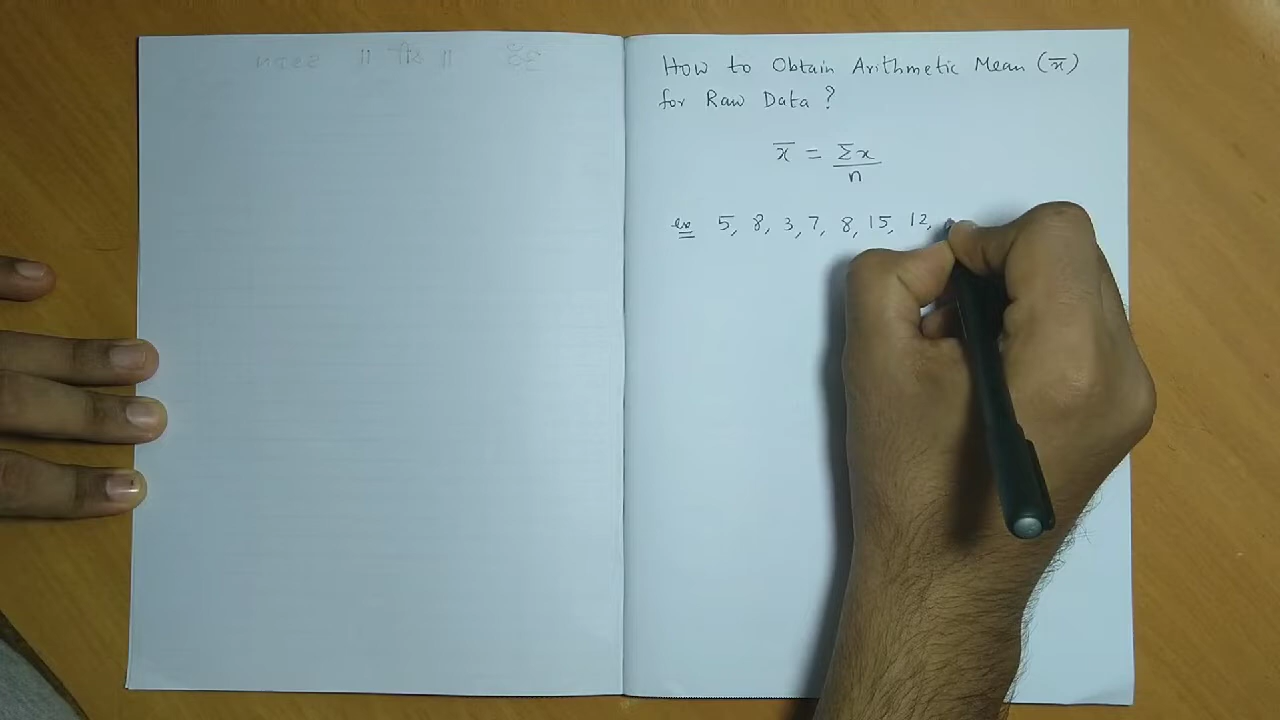 How to Obtain Arithmetic Mean (x̅)
for Raw Data ?
x̅ = Σx / n
ex 5, 8, 3, 7, 8, 15, 12,